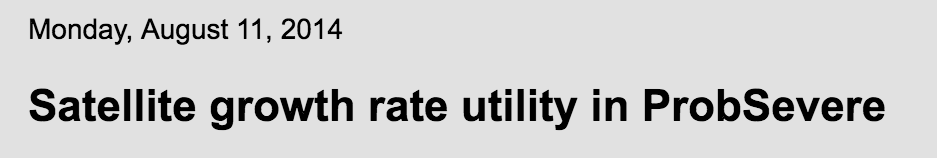 Monday, August 11, 2014
Satellite growth rate utility in ProbSevere